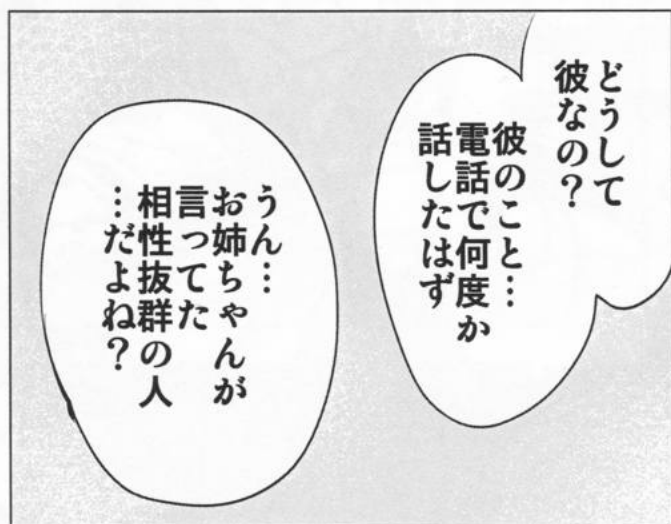 どうして
彼なの？
彼のこと…
電話で何度か
話したはず
うん…
お姉ちゃんが
言ってた
相性抜群の人
…だよね？